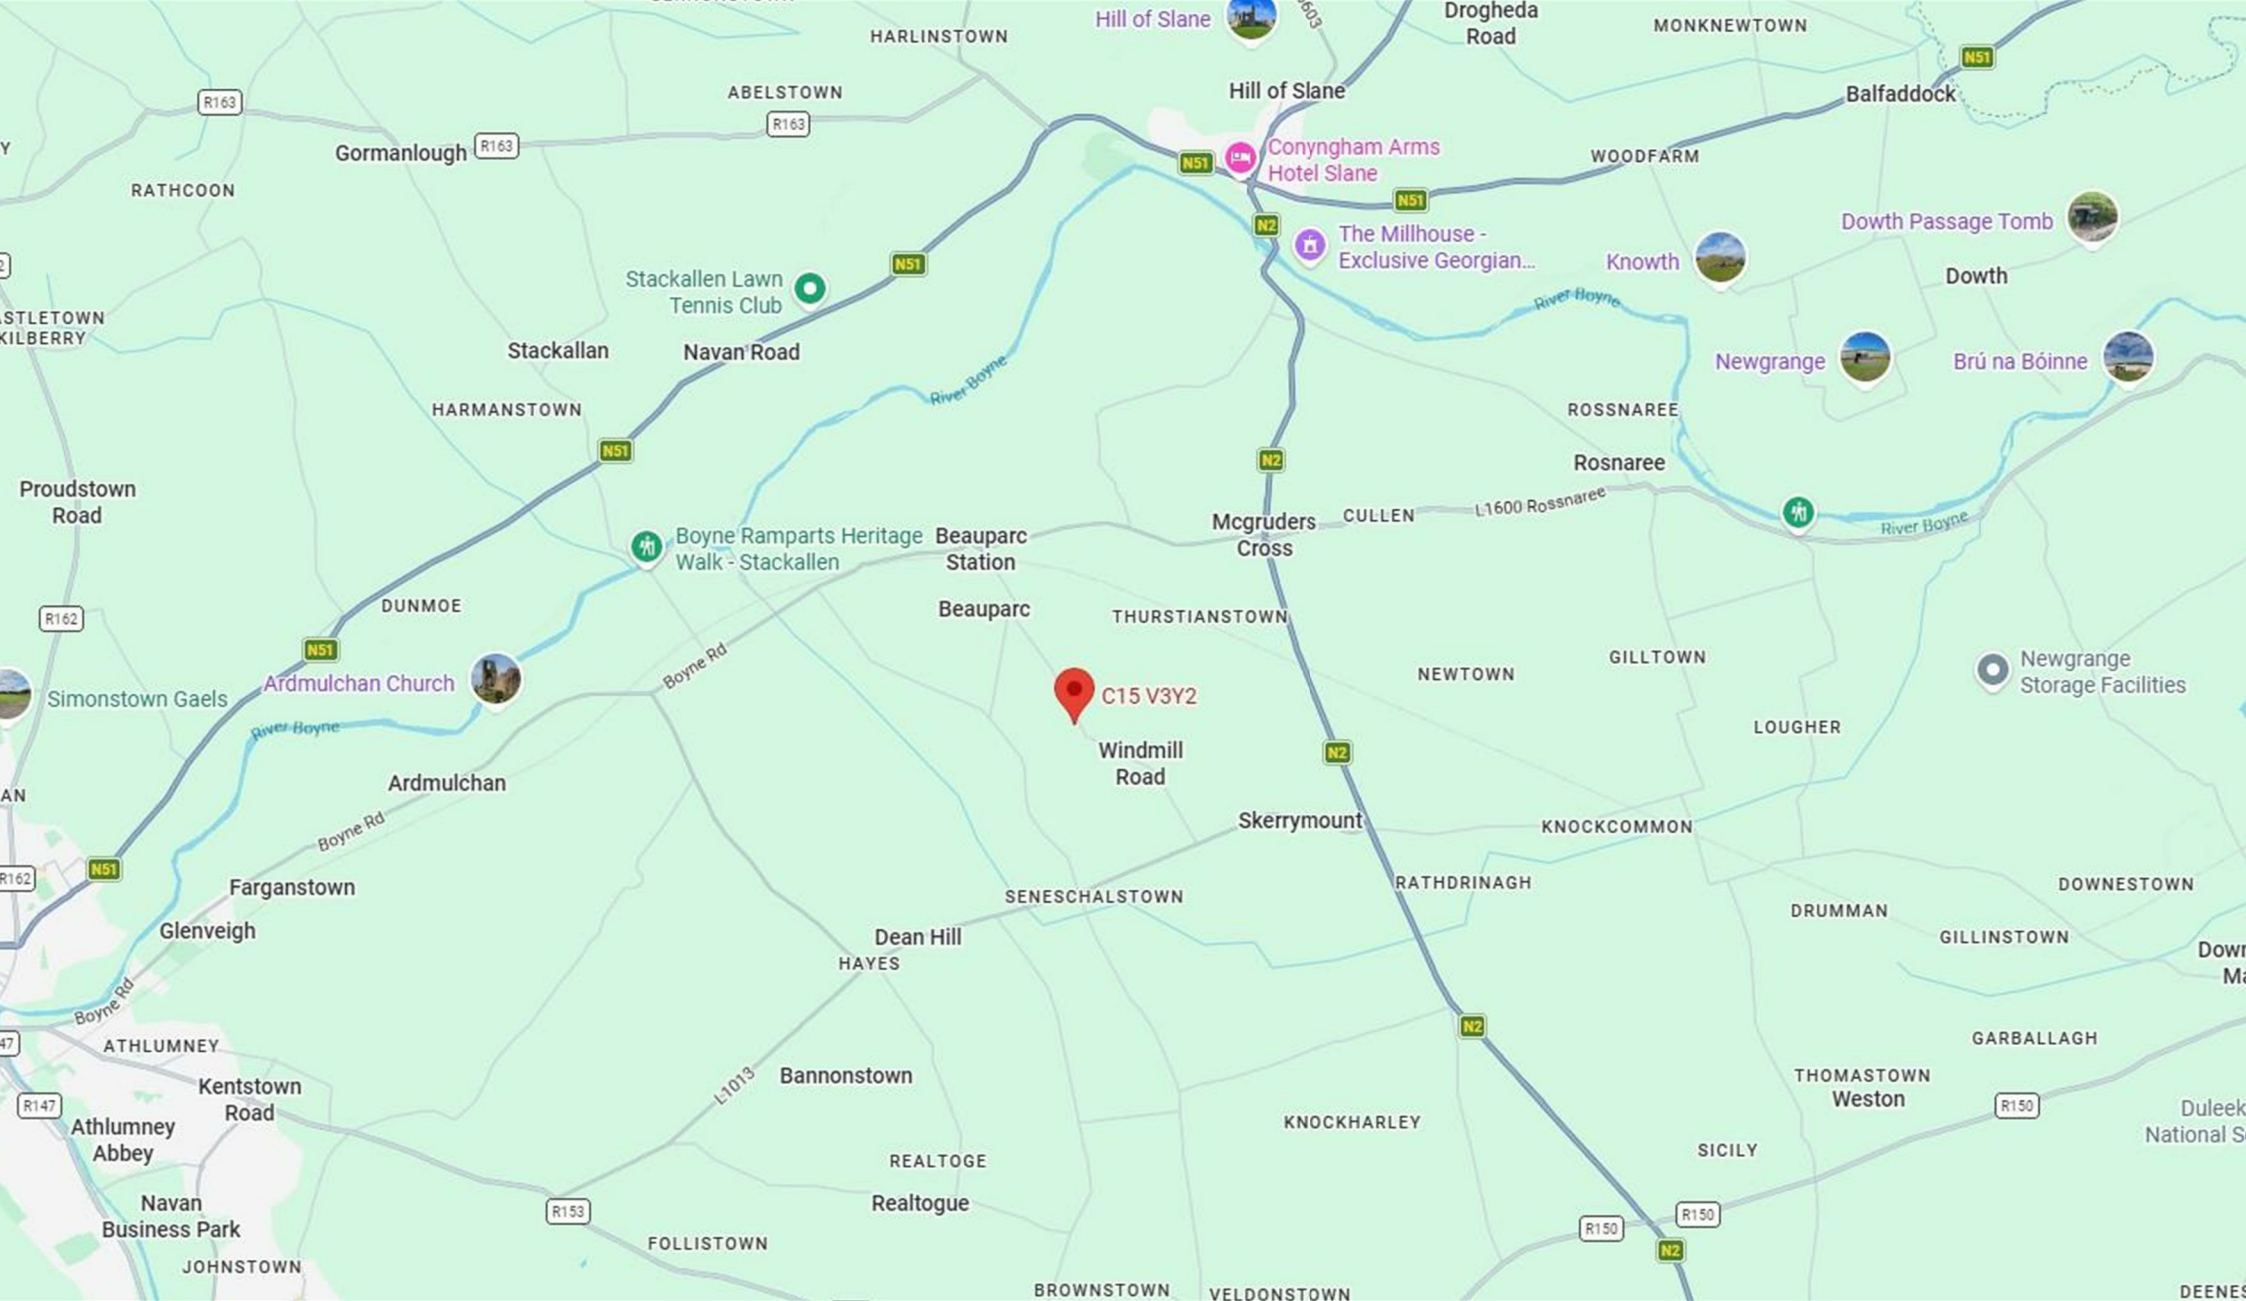 Hill of Slane
Drogheda
Road
MONKNEWTOWN
HARLINSTOWN
N51
Hill of Slane
ABELSTOWN
Balfaddock
R163
R163
Gormanlough
R163
Conyngham Arms
Hotel Slane
N51
WOODFARM
RATHCOON
N51
N2
Dowth Passage Tomb
The Millhouse -
Exclusive Georgian...
Knowth
N51
Dowth
Stackallen Lawn
Tennis Club
River Boyne
ASTLETOWN
KILBERRY
Stackallan
Navan Road
Newgrange
Brú na Bóinne
River Boyne
HARMANSTOWN
ROSSNAREE
N51
N2
Rosnaree
Proudstown
Road
L1600 Rossnaree
CULLEN
Mcgruders
Cross
River Boyne
Boyne Ramparts Heritage
Walk - Stackallen
Beauparc
Station
DUNMOE
Beauparc
THURSTIANSTOWN
R162
N51
Boyne Rd
GILLTOWN
NEWTOWN
Newgrange
Storage Facilities
Ardmulchan Church
Simonstown Gaels
C15 V3Y2
River Boyne
LOUGHER
Windmill
Road
N2
Ardmulchan
AN
Boyne Rd
Skerrymount
KNOCKCOMMON
N51
R162
Farganstown
SENESCHALSTOWN
RATHDRINAGH
DOWNESTOWN
DRUMMAN
Glenveigh
Dean Hill
GILLINSTOWN
HAYES
Boyne Rd
N2
47
ATHLUMNEY
GARBALLAGH
Kentstown
Road
Bannonstown
L1013
THOMASTOWN
Weston
R147
R150
Athlumney
Abbey
KNOCKHARLEY
Duleek
National S
SICILY
REALTOGE
Realtogue
Navan
Business Park
R153
R150
R150
FOLLISTOWN
N2
JOHNSTOWN
BROWNSTOWN
VELDONSTOWN